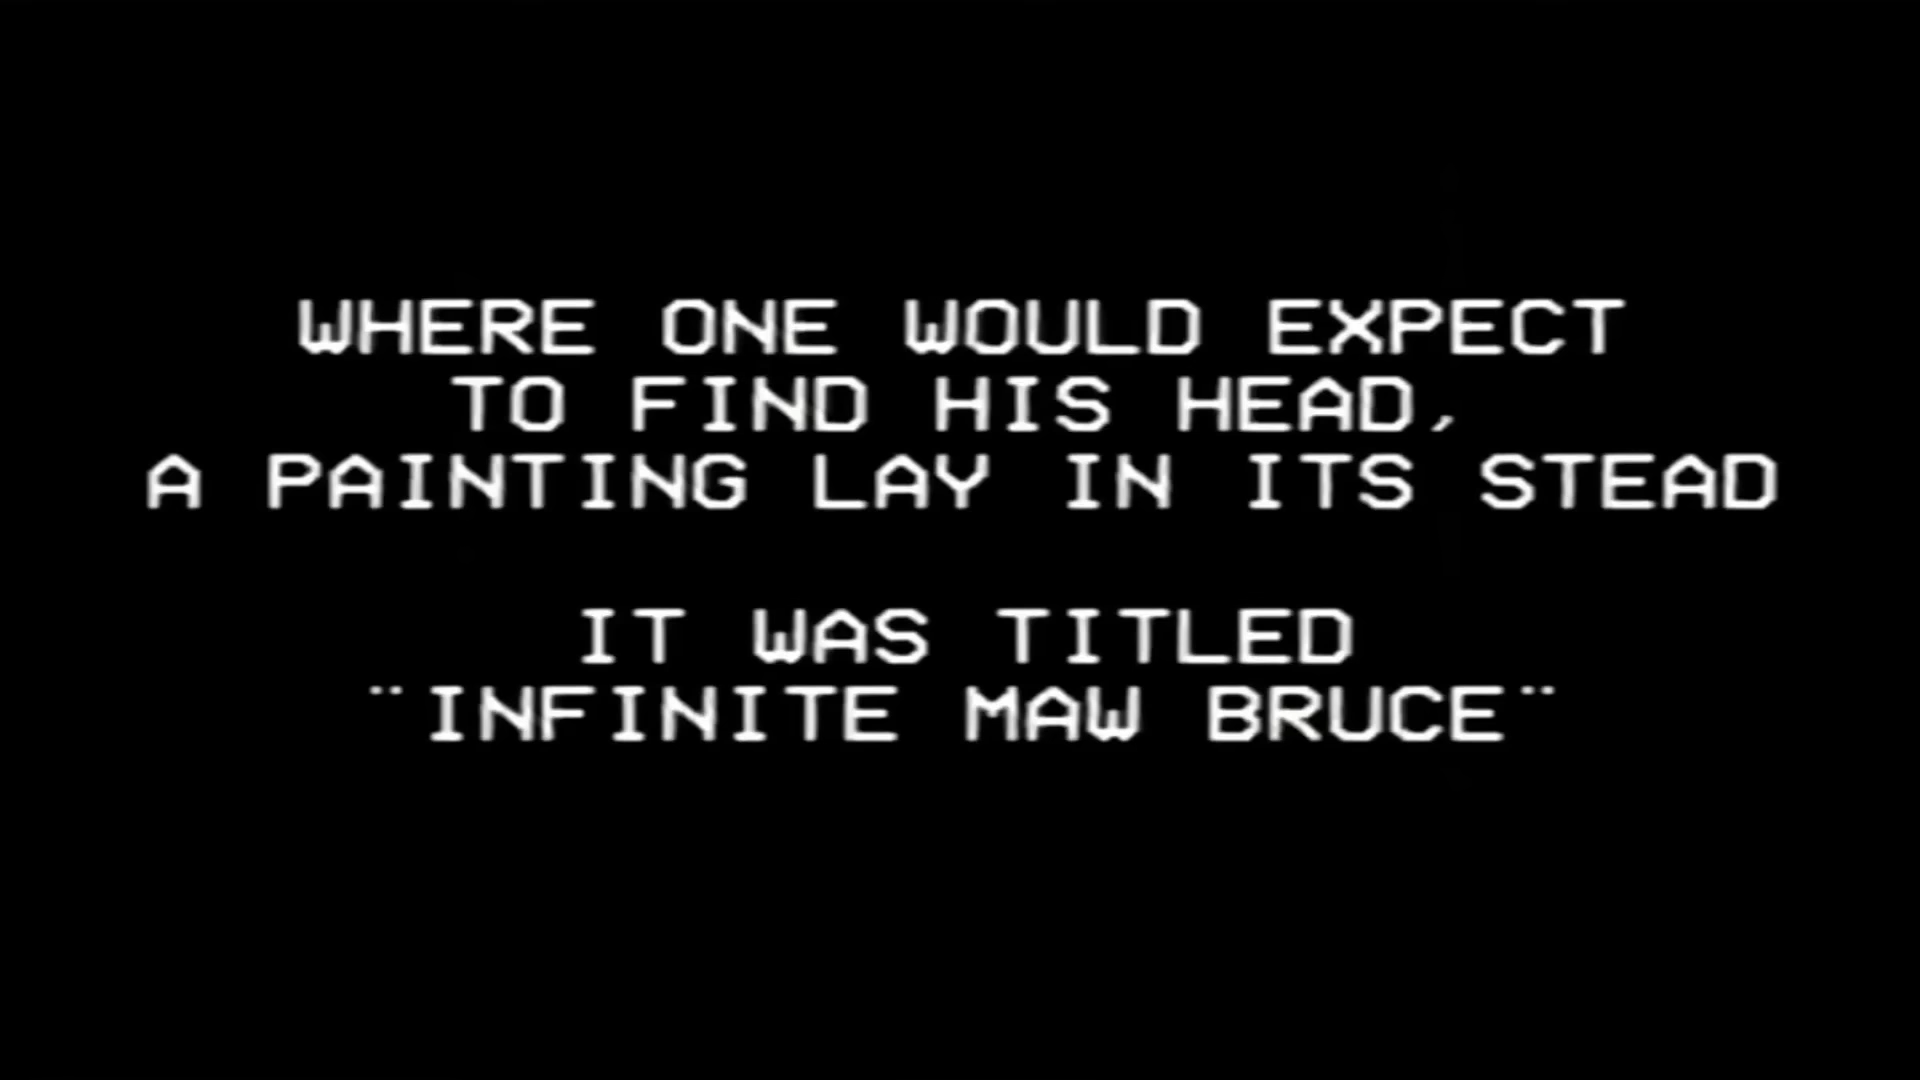 WHERE ONE WOULD EXPECT
TO FIND HIS HEAD,
A PAINTING LAY IN ITS STEAD
IT WAS TITLED
¨INFINITE MAW BRUCE¨